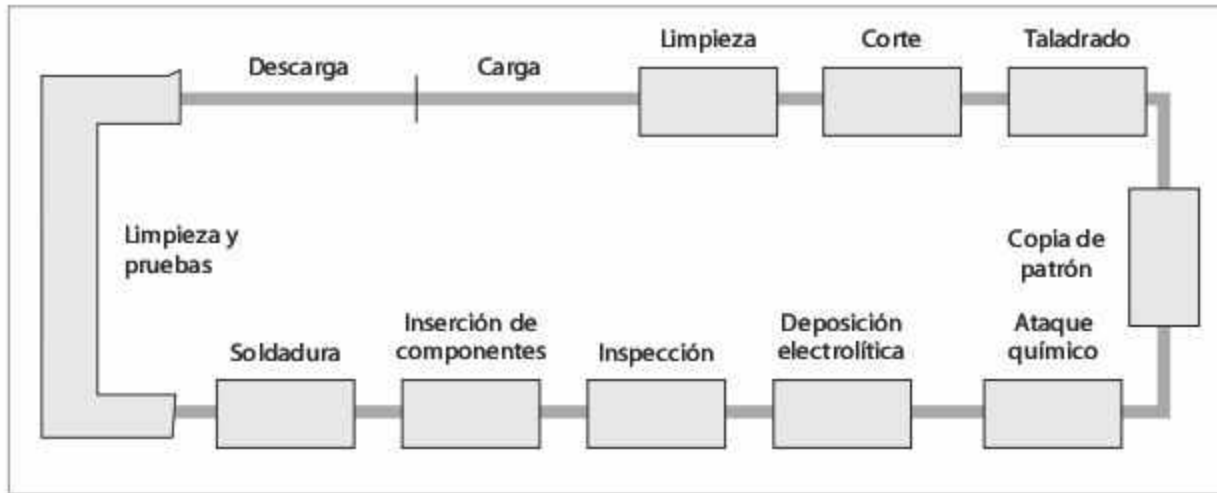 Descarga
Carga
Limpieza
Corte
Taladrado
Copia de
patrón
Ataque
químico
Deposición
electrolítica
Inspección
Inserción de
componentes
Soldadura
Limpieza y
pruebas